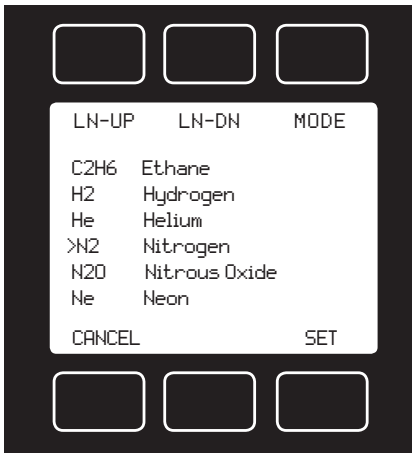 LN-UP LN-DN MODE
C2H6 Ethane
H2 Hydrogen
He Helium
>N2 Nitrogen
N2O Nitrous Oxide
Ne Neon
CANCEL SET